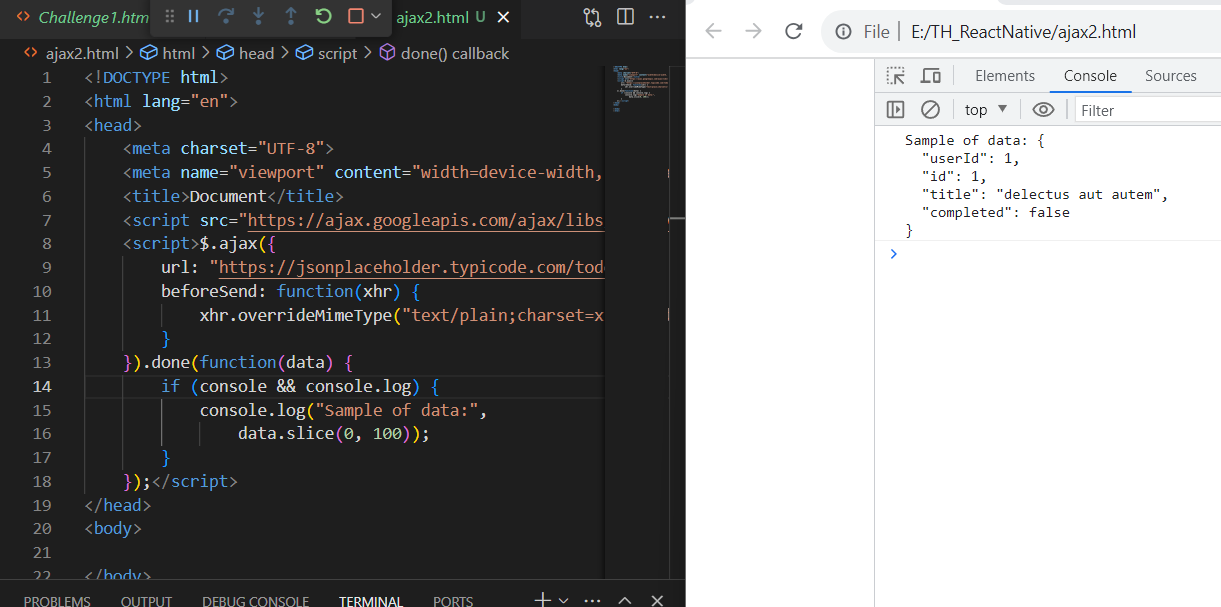 Challenge1.htm
ajax2.html U
ajax2.html > html > head > script > done() callback
1 <!DOCTYPE html>
2 <html lang="en">
3 <head>
4 <meta charset="UTF-8">
5 <meta name="viewport" content="width=device-width,
6 <title>Document</title>
7 <script src="https://ajax.googleapis.com/ajax/libs
8 <script>$.ajax({
9 url: "https://jsonplaceholder.typicode.com/tod
10 beforeSend: function(xhr) {
11 xhr.overrideMimeType("text/plain;charset=x
12 }
13 }).done(function(data) {
14 if (console && console.log) {
15 console.log("Sample of data:",
16 data.slice(0, 100));
17 }
18 });</script>
19 </head>
20 <body>
21
22 </body>
PROBLEMS OUTPUT DEBUG CONSOLE TERMINAL PORTS
File | E:/TH_ReactNative/ajax2.html
Elements Console Sources
top Filter
Sample of data: {
"userId": 1,
"id": 1,
"title": "delectus aut autem",
"completed": false
}
>